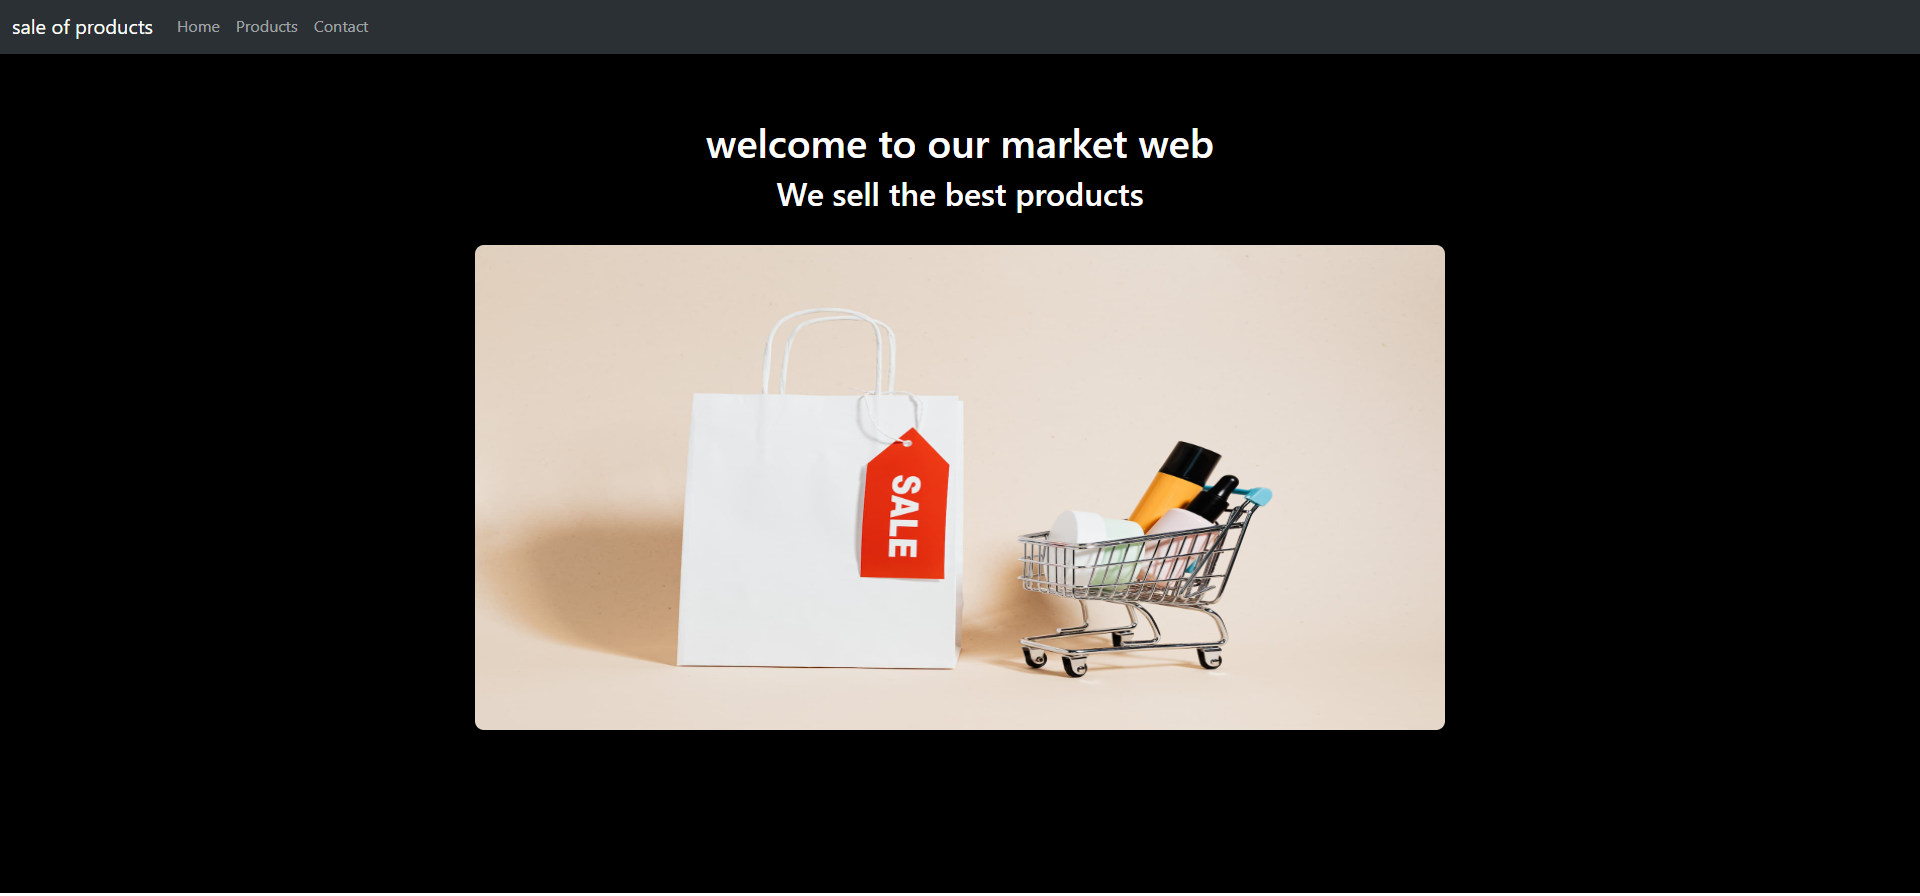 sale of products Home Products Contact
welcome to our market web
We sell the best products
SALE